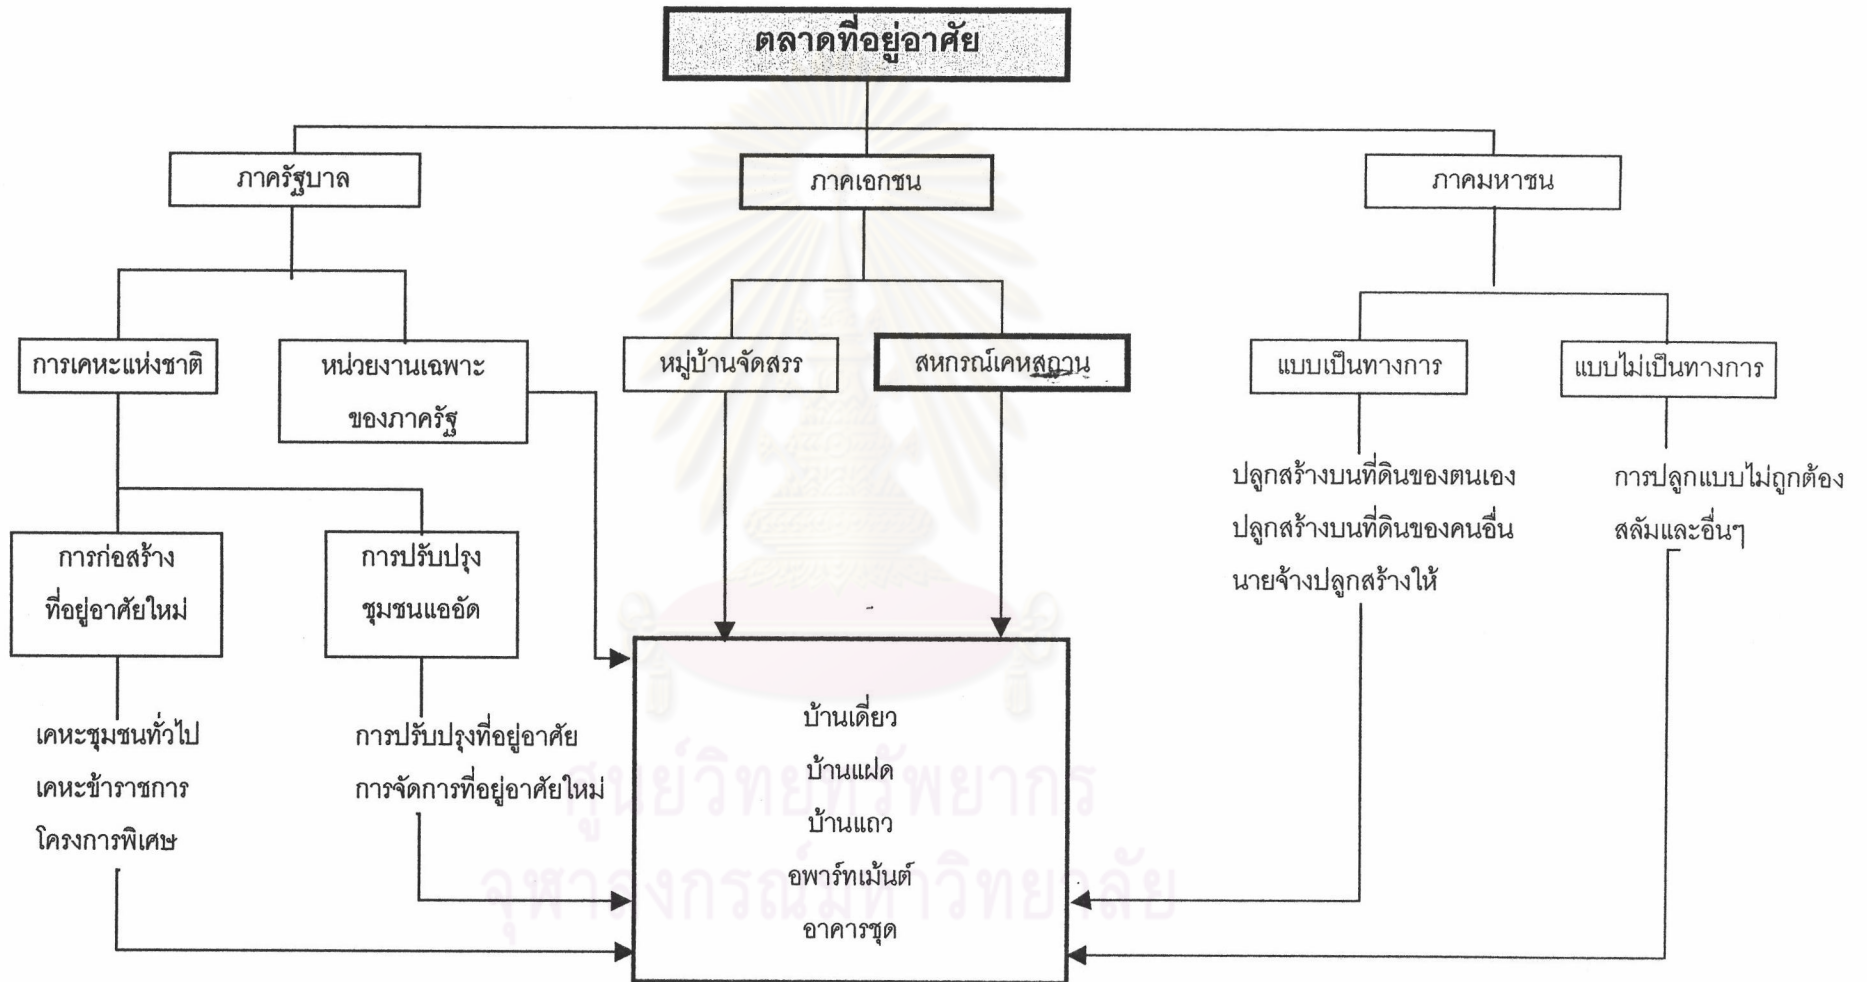 ตลาดที่อยู่อาศัย
ภาครัฐบาล
ภาคเอกชน
ภาคมหาชน
การเคหะแห่งชาติ
หน่วยงานเฉพาะ
ของภาครัฐ
หมู่บ้านจัดสรร
สหกรณ์เคหสถาน
แบบเป็นทางการ
แบบไม่เป็นทางการ
ปลูกสร้างบนที่ดินของตนเอง
ปลูกสร้างบนที่ดินของคนอื่น
นายจ้างปลูกสร้างให้
การปลูกแบบไม่ถูกต้อง
สลัมและอื่นๆ
การก่อสร้าง
ที่อยู่อาศัยใหม่
การปรับปรุง
ชุมชนแออัด
เคหะชุมชนทั่วไป
เคหะข้าราชการ
โครงการพิเศษ
การปรับปรุงที่อยู่อาศัย
การจัดการที่อยู่อาศัยใหม่
บ้านเดี่ยว
บ้านแฝด
บ้านแถว
อพาร์ทเม้นต์
อาคารชุด
ศูนย์วิทยทรัพยากร
จุฬาลงกรณ์มหาวิทยาลัย